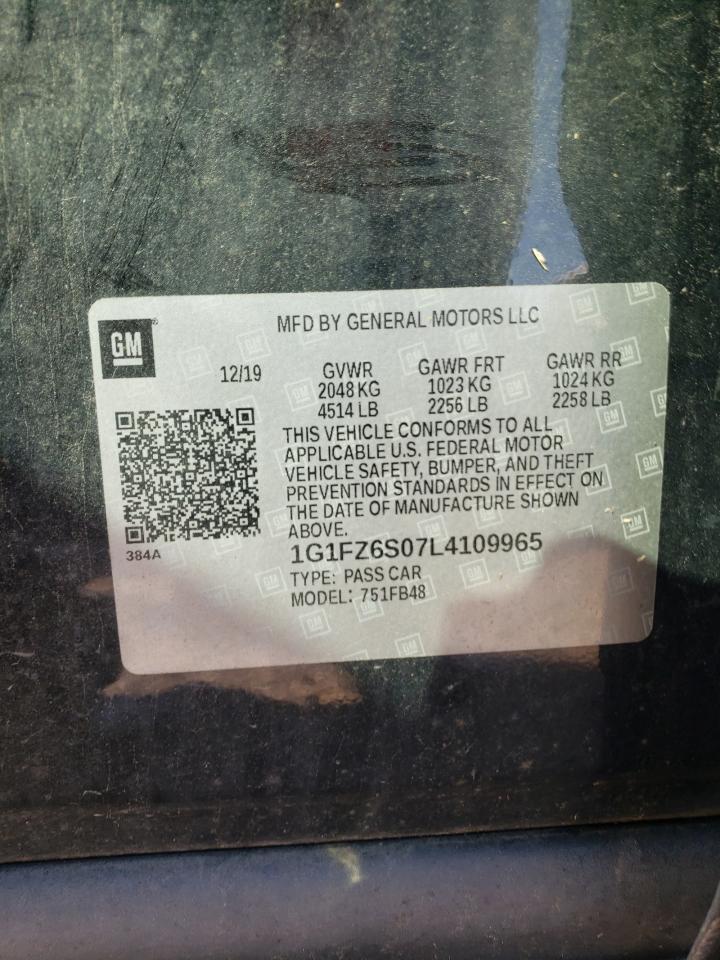 GM
MFD BY GENERAL MOTORS LLC
12/19
GVWR
2048 KG
4514 LB
GAWR FRT
1023 KG
2256 LB
GAWR RR
1024 KG
2258 LB
THIS VEHICLE CONFORMS TO ALL
APPLICABLE U.S. FEDERAL MOTOR
VEHICLE SAFETY, BUMPER, AND THEFT
PREVENTION STANDARDS IN EFFECT ON
THE DATE OF MANUFACTURE SHOWN
ABOVE.
384A
1G1FZ6S07L4109965
TYPE: PASS CAR
MODEL: 751FB48